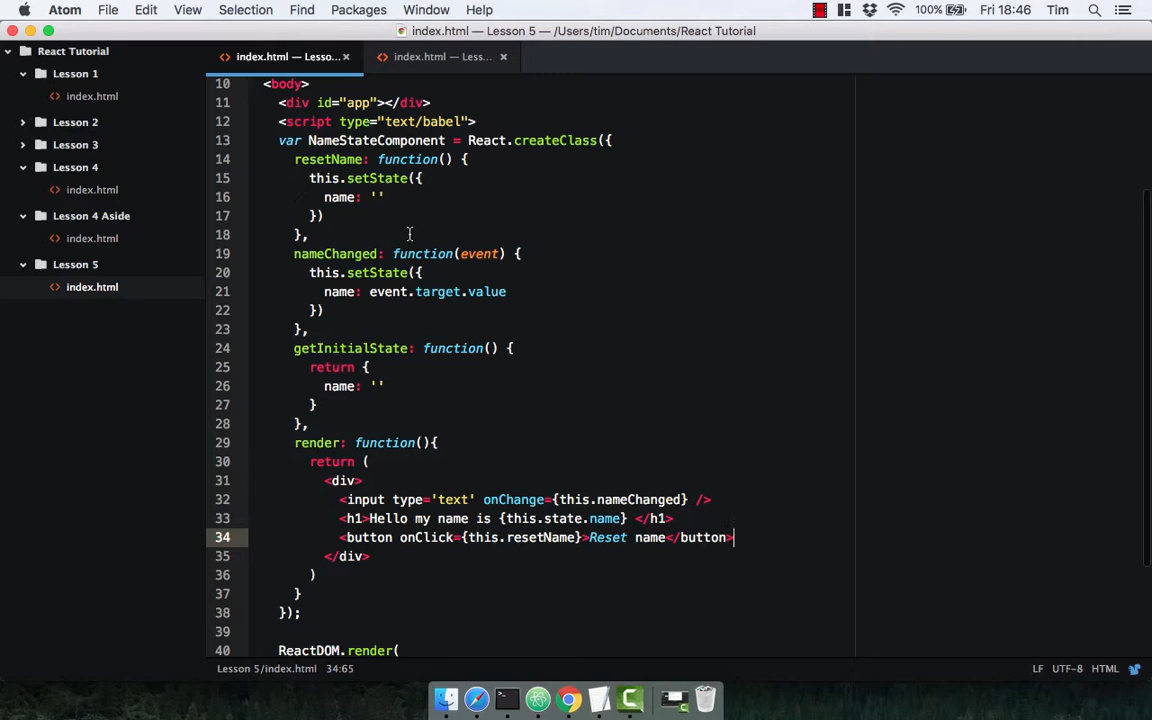 Atom File Edit View Selection Find Packages Window Help 100% Fri 18:46 Tim
index.html — Lesson 5 — /Users/tim/Documents/React Tutorial
React Tutorial
Lesson 1
index.html
Lesson 2
Lesson 3
Lesson 4
index.html
Lesson 4 Aside
index.html
Lesson 5
index.html
index.html — Lesso... × index.html — Less... ×
10 <body>
11 <div id="app"></div>
12 <script type="text/babel">
13 var NameStateComponent = React.createClass({
14 resetName: function() {
15 this.setState({
16 name: ''
17 })
18 },
19 nameChanged: function(event) {
20 this.setState({
21 name: event.target.value
22 })
23 },
24 getInitialState: function() {
25 return {
26 name: ''
27 }
28 },
29 render: function(){
30 return (
31 <div>
32 <input type='text' onChange={this.nameChanged} />
33 <h1>Hello my name is {this.state.name} </h1>
34 <button onClick={this.resetName}>Reset name</button>
35 </div>
36 )
37 }
38 });
39
40 ReactDOM.render(
Lesson 5/index.html 34:65 LF UTF-8 HTML